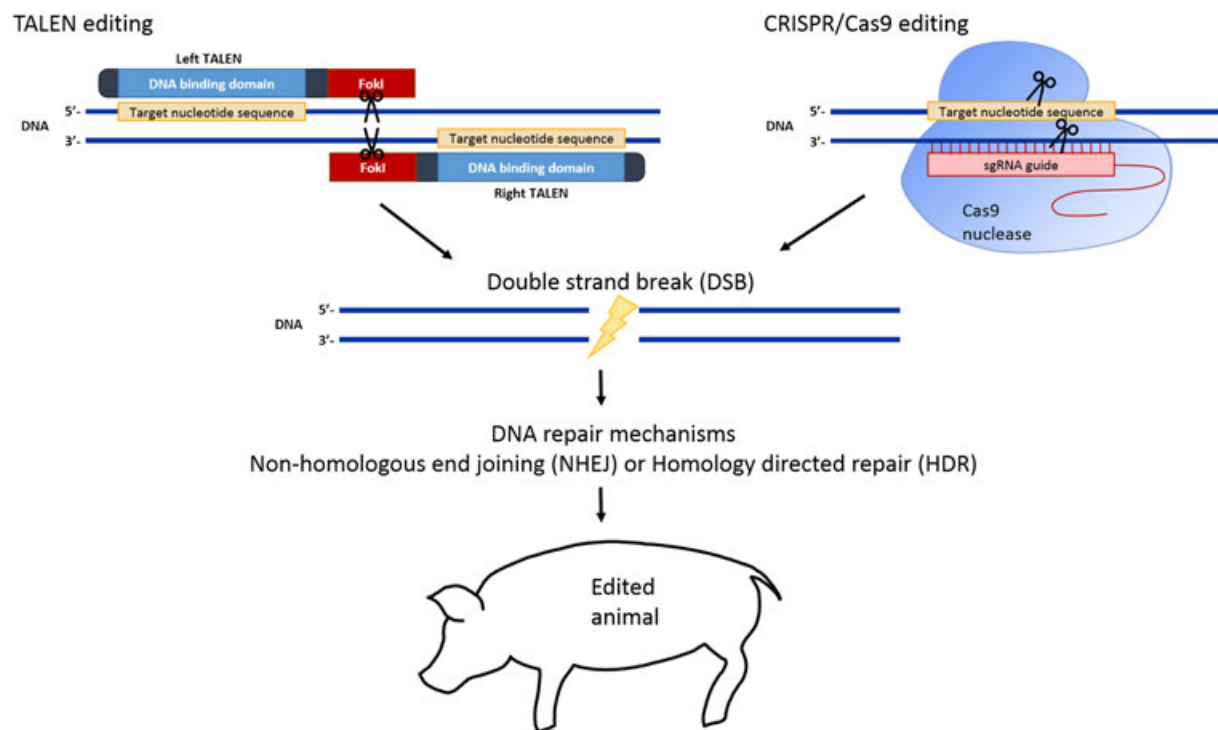 TALEN editing
Left TALEN
DNA binding domain
FokI
5'-
Target nucleotide sequence
DNA
3'-
Target nucleotide sequence
FokI
DNA binding domain
Right TALEN
CRISPR/Cas9 editing
5'-
Target nucleotide sequence
DNA
3'-
sgRNA guide
Cas9
nuclease
Double strand break (DSB)
5'-
DNA
3'-
DNA repair mechanisms
Non-homologous end joining (NHEJ) or Homology directed repair (HDR)
Edited
animal